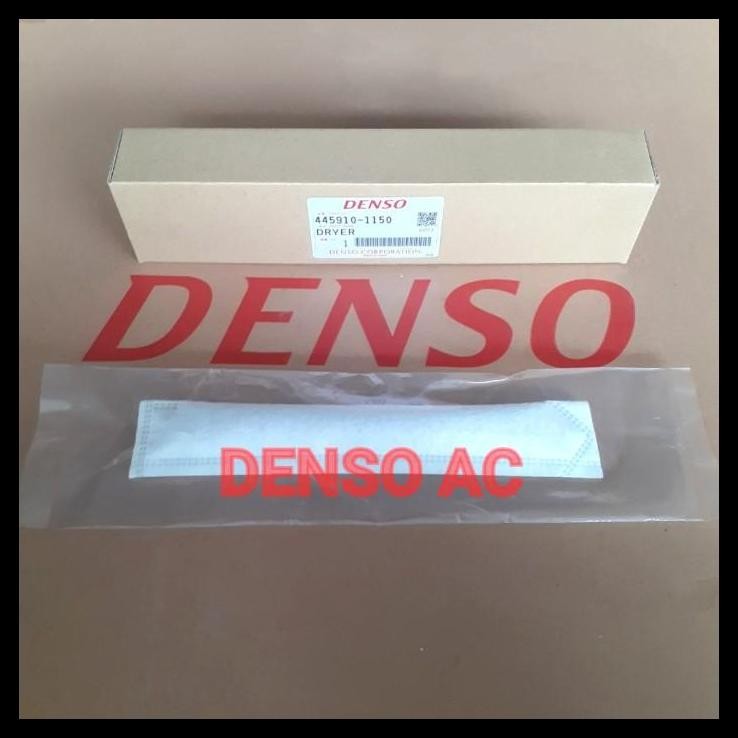 DENSO
445910-1150
DRYER
1
DENSO CORPORATION
DENSO
DENSO AC